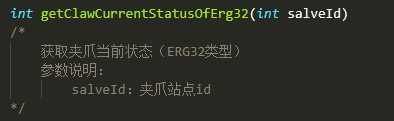 int getClawCurrentStatusOfErg32(int salveId)
/*
获取夹爪当前状态（ERG32类型）
参数说明：
salveId：夹爪站点id
*/